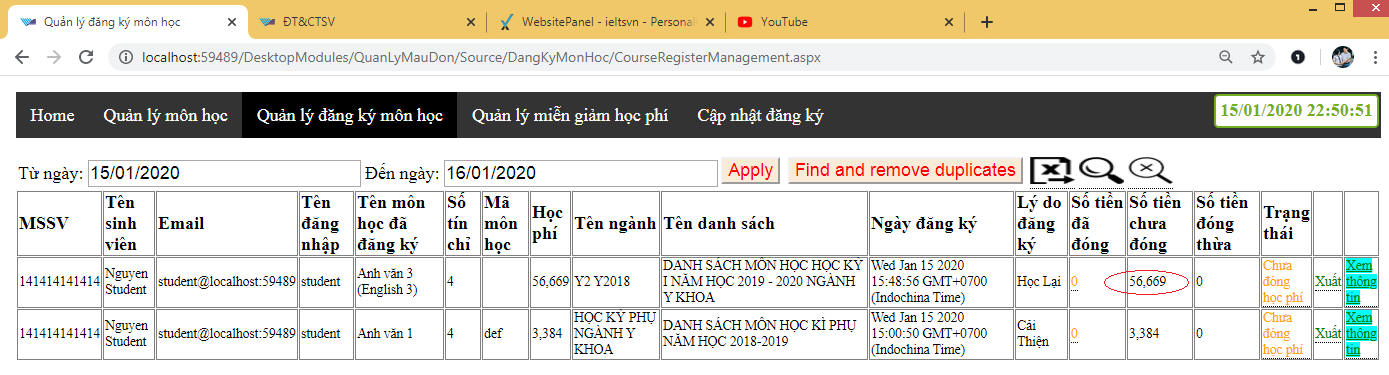 Quản lý đăng ký môn học
ĐT&CTSV
WebsitePanel - ieltsvn - Personal
YouTube
localhost:59489/DesktopModules/QuanLyMauDon/Source/DangKyMonHoc/CourseRegisterManagement.aspx
Home Quản lý môn học Quản lý đăng ký môn học Quản lý miễn giảm học phí Cập nhật đăng ký 15/01/2020 22:50:51
Từ ngày: 15/01/2020 Đến ngày: 16/01/2020 Apply Find and remove duplicates
MSSV
Tên
sinh
viên
Email
Tên
đăng
nhập
Tên môn
học đã
đăng ký
Số
tín
chỉ
Mã
môn
học
Học
phí
Tên ngành
Tên danh sách
Ngày đăng ký
Lý do
đăng
ký
Số tiền
đã
đóng
Số tiền
chưa
đóng
Số tiền
đóng
thừa
Trạng
thái
141414141414
Nguyen
Student
student@localhost:59489
student
Anh văn 3
(English 3)
4
56,669
Y2 Y2018
DANH SÁCH MÔN HỌC HỌC KỲ
I NĂM HỌC 2019 - 2020 NGÀNH
Y KHOA
Wed Jan 15 2020
15:48:56 GMT+0700
(Indochina Time)
Học Lại
0
56,669
0
Chưa
đóng
học phí
Xuất
Xem
thông
tin
141414141414
Nguyen
Student
student@localhost:59489
student
Anh văn 1
4
def
3,384
HỌC KỲ PHỤ
NGÀNH Y
KHOA
DANH SÁCH MÔN HỌC KÌ PHỤ
NĂM HỌC 2018-2019
Wed Jan 15 2020
15:00:50 GMT+0700
(Indochina Time)
Cải
Thiện
0
3,384
0
Chưa
đóng
học phí
Xuất
Xem
thông
tin